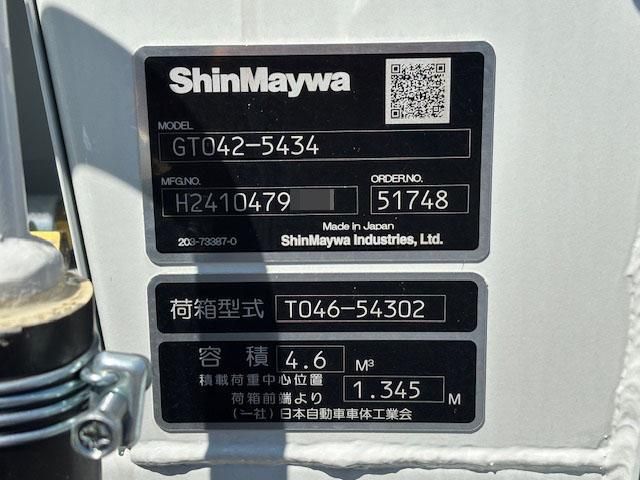 ShinMaywa
MODEL
GT042-5434
MFG.NO. ORDER.NO.
H2410479 51748
Made in Japan
203-73387-0 ShinMaywa Industries, Ltd.
荷箱型式 T046-54302
容積 4.6 M³
積載荷重中心位置
荷箱前端より 1.345 M
(一社)日本自動車車体工業会